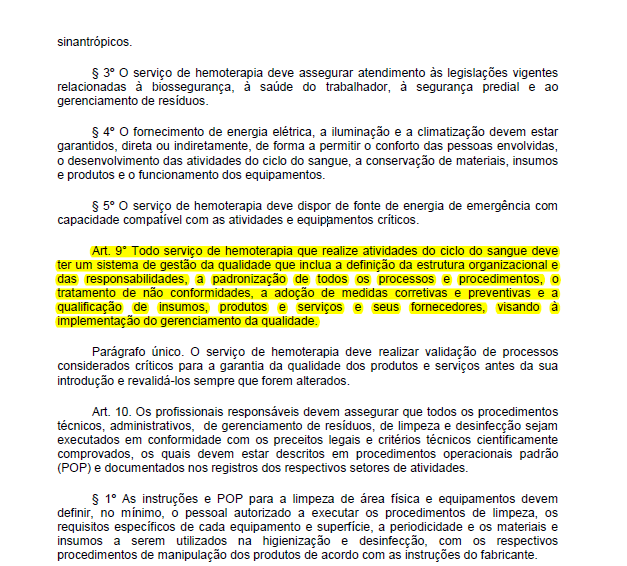 sinantrópicos.
§ 3º O serviço de hemoterapia deve assegurar atendimento às legislações vigentes
relacionadas à biossegurança, à saúde do trabalhador, à segurança predial e ao
gerenciamento de resíduos.
§ 4º O fornecimento de energia elétrica, a iluminação e a climatização devem estar
garantidos, direta ou indiretamente, de forma a permitir o conforto das pessoas envolvidas,
o desenvolvimento das atividades do ciclo do sangue, a conservação de materiais, insumos
e produtos e o funcionamento dos equipamentos.
§ 5º O serviço de hemoterapia deve dispor de fonte de energia de emergência com
capacidade compatível com as atividades e equipamentos críticos.
Art. 9° Todo serviço de hemoterapia que realize atividades do ciclo do sangue deve
ter um sistema de gestão da qualidade que inclua a definição da estrutura organizacional e
das responsabilidades, a padronização de todos os processos e procedimentos, o
tratamento de não conformidades, a adoção de medidas corretivas e preventivas e a
qualificação de insumos, produtos e serviços e seus fornecedores, visando à
implementação do gerenciamento da qualidade.
Parágrafo único. O serviço de hemoterapia deve realizar validação de processos
considerados críticos para a garantia da qualidade dos produtos e serviços antes da sua
introdução e revalidá-los sempre que forem alterados.
Art. 10. Os profissionais responsáveis devem assegurar que todos os procedimentos
técnicos, administrativos, de gerenciamento de resíduos, de limpeza e desinfecção sejam
executados em conformidade com os preceitos legais e critérios técnicos cientificamente
comprovados, os quais devem estar descritos em procedimentos operacionais padrão
(POP) e documentados nos registros dos respectivos setores de atividades.
§ 1º As instruções e POP para a limpeza de área física e equipamentos devem
definir, no mínimo, o pessoal autorizado a executar os procedimentos de limpeza, os
requisitos específicos de cada equipamento e superfície, a periodicidade e os materiais e
insumos a serem utilizados na higienização e desinfecção, com os respectivos
procedimentos de manipulação dos produtos de acordo com as instruções do fabricante.